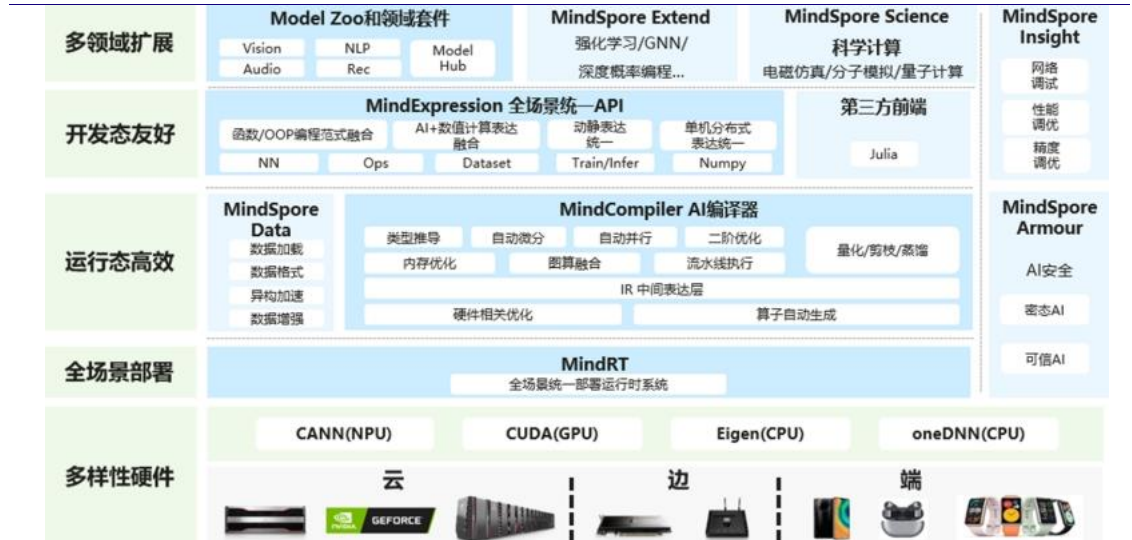 多领域扩展
Model Zoo和领域套件
Vision
NLP
Audio
Rec
Model
Hub
MindSpore Extend
强化学习/GNN/
深度概率编程...
MindSpore Science
科学计算
电磁仿真/分子模拟/量子计算
MindSpore
Insight
网络
调试
性能
调优
精度
调优
开发态友好
MindExpression 全场景统一API
函数/OOP编程范式融合
AI+数值计算表达
融合
动静表达
统一
单机分布式
表达统一
NN
Ops
Dataset
Train/Infer
Numpy
第三方前端
Julia
运行态高效
MindSpore
Data
数据加载
数据格式
异构加速
数据增强
MindCompiler AI编译器
类型推导
自动微分
自动并行
二阶优化
量化/剪枝/蒸馏
内存优化
图算融合
流水线执行
IR 中间表达层
硬件相关优化
算子自动生成
MindSpore
Armour
AI安全
密态AI
可信AI
全场景部署
MindRT
全场景统一部署运行时系统
多样性硬件
CANN(NPU)
CUDA(GPU)
Eigen(CPU)
oneDNN(CPU)
云
边
端
NVIDIA
GEFORCE